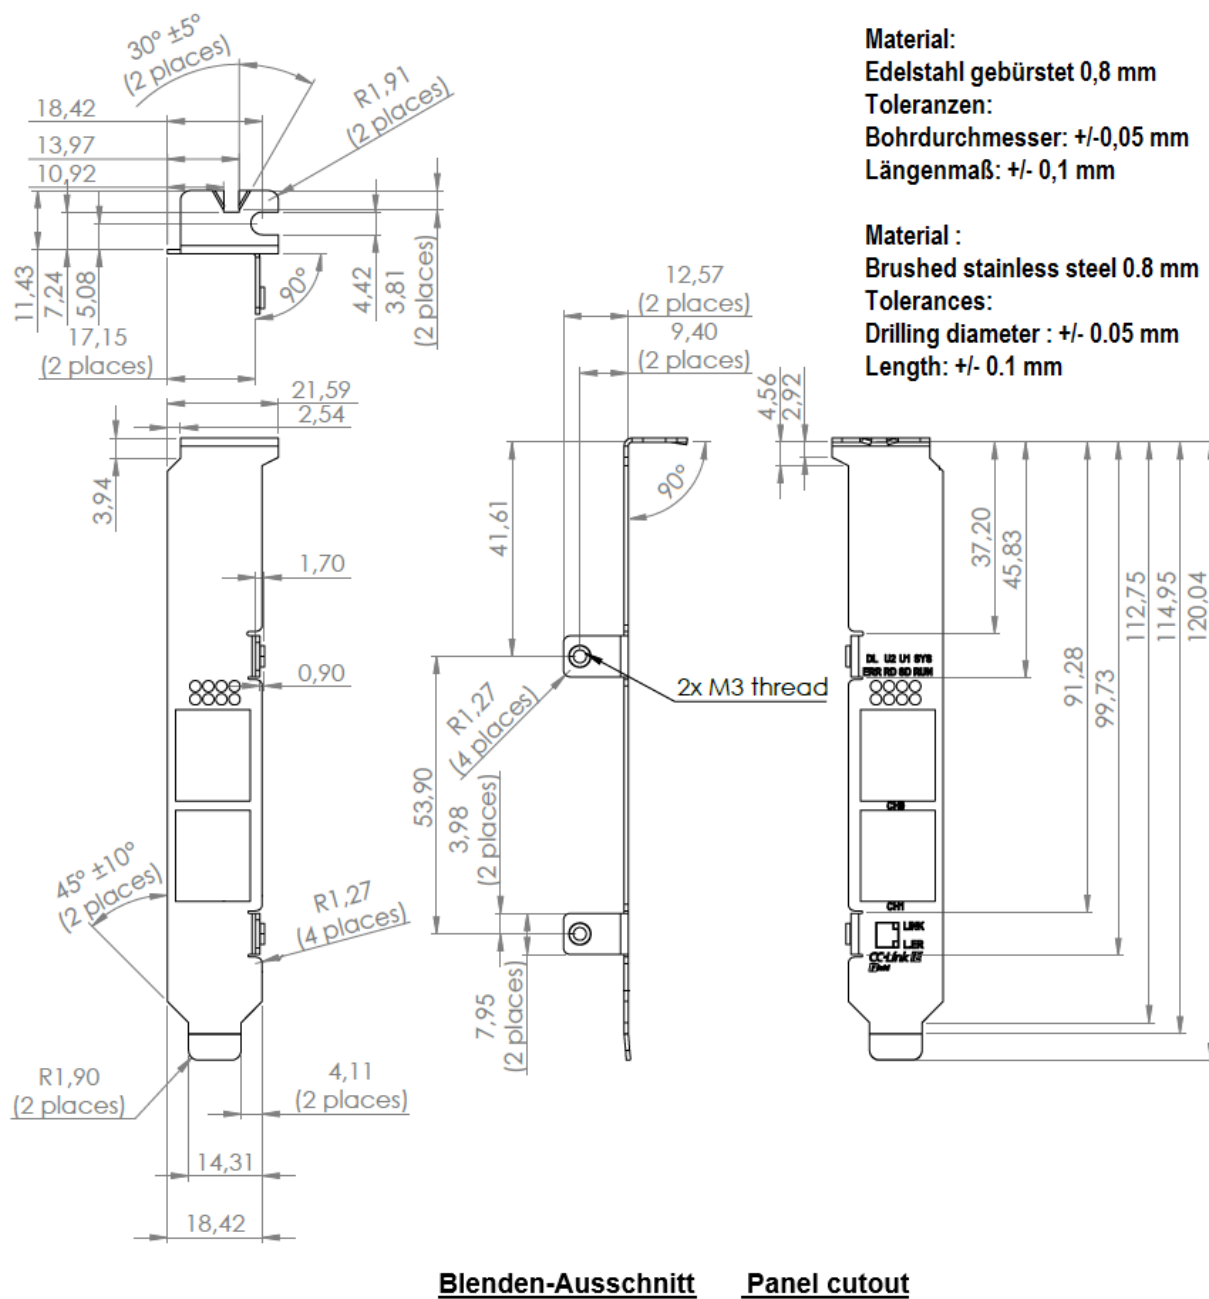 30° ±5°
(2 places)
R1,91
(2 places)
18,42
13,97
10,92
11,43
7,24
5,08
90°
4,42
3,81
(2 places)
17,15
(2 places)
Material:
Edelstahl gebürstet 0,8 mm
Toleranzen:
Bohrdurchmesser: +/-0,05 mm
Längenmaß: +/- 0,1 mm
Material :
Brushed stainless steel 0.8 mm
Tolerances:
Drilling diameter : +/- 0.05 mm
Length: +/- 0.1 mm
21,59
2,54
3,94
1,70
0,90
45° ±10°
(2 places)
R1,27
(4 places)
R1,90
(2 places)
4,11
(2 places)
14,31
18,42
12,57
(2 places)
9,40
(2 places)
90°
41,61
2x M3 thread
R1,27
(4 places)
53,90
3,98
(2 places)
7,95
(2 places)
4,56
2,92
37,20
45,83
91,28
99,73
112,75
114,95
120,04
DL U2 U1 SYS
ERR RD SD RUN
CH0
CH1
LINK
L.ER
CC-Link IE
Field
Blenden-Ausschnitt Panel cutout